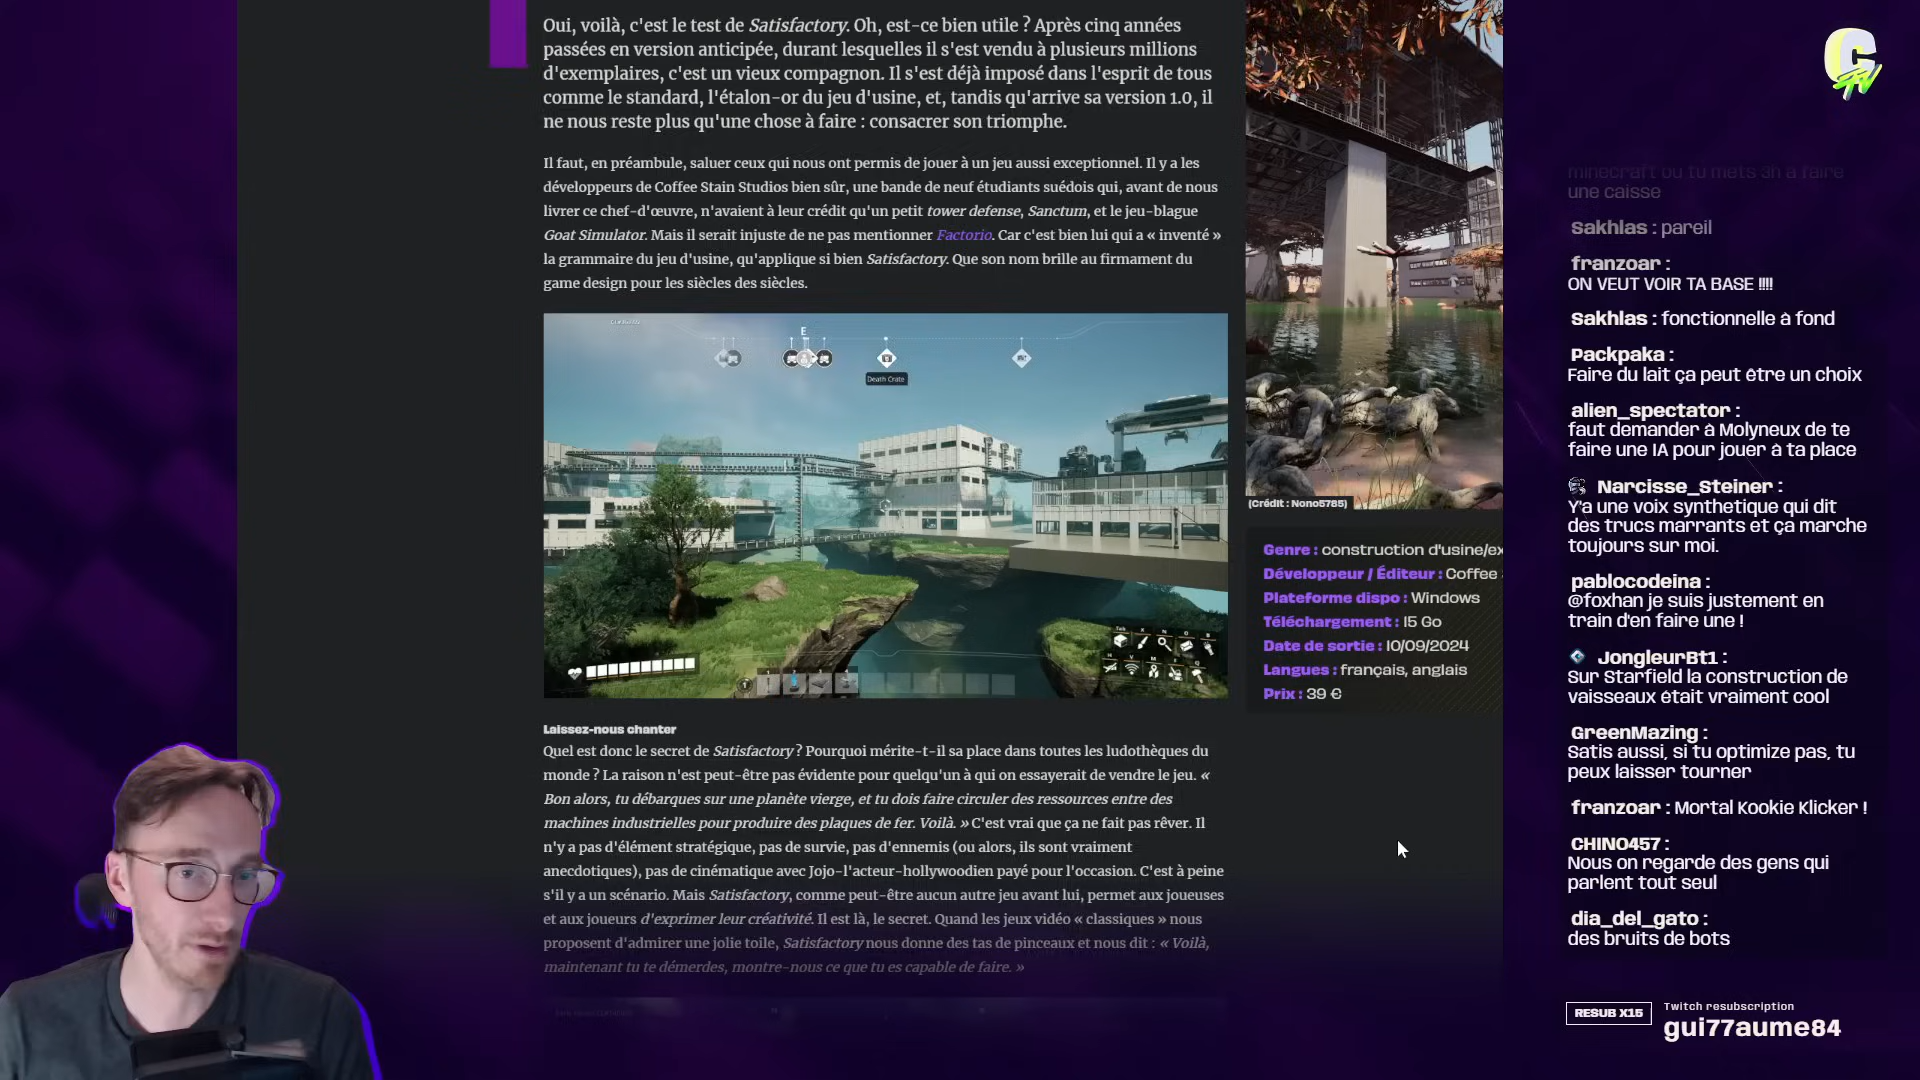 Oui, voilà, c'est le test de Satisfactory. Oh, est-ce bien utile ? Après cinq années
passées en version anticipée, durant lesquelles il s'est vendu à plusieurs millions
d'exemplaires, c'est un vieux compagnon. Il s'est déjà imposé dans l'esprit de tous
comme le standard, l'étalon-or du jeu d'usine, et, tandis qu'arrive sa version 1.0, il
ne nous reste plus qu'une chose à faire : consacrer son triomphe.
Il faut, en préambule, saluer ceux qui nous ont permis de jouer à un jeu aussi exceptionnel. Il y a les
développeurs de Coffee Stain Studios bien sûr, une bande de neuf étudiants suédois qui, avant de nous
livrer ce chef-d'œuvre, n'avaient à leur crédit qu'un petit tower defense, Sanctum, et le jeu-blague
Goat Simulator. Mais il serait injuste de ne pas mentionner Factorio. Car c'est bien lui qui a « inventé »
la grammaire du jeu d'usine, qu'applique si bien Satisfactory. Que son nom brille au firmament du
game design pour les siècles des siècles.
E
Death Crate
Laissez-nous chanter
Quel est donc le secret de Satisfactory ? Pourquoi mérite-t-il sa place dans toutes les ludothèques du
monde ? La raison n'est peut-être pas évidente pour quelqu'un à qui on essayerait de vendre le jeu. «
Bon alors, tu débarques sur une planète vierge, et tu dois faire circuler des ressources entre des
machines industrielles pour produire des plaques de fer. Voilà. » C'est vrai que ça ne fait pas rêver. Il
n'y a pas d'élément stratégique, pas de survie, pas d'ennemis (ou alors, ils sont vraiment
anecdotiques), pas de cinématique avec Jojo-l'acteur-hollywoodien payé pour l'occasion. C'est à peine
s'il y a un scénario. Mais Satisfactory, comme peut-être aucun autre jeu avant lui, permet aux joueuses
et aux joueurs d'exprimer leur créativité. Il est là, le secret. Quand les jeux vidéo « classiques » nous
proposent d'admirer une jolie toile, Satisfactory nous donne des tas de pinceaux et nous dit : « Voilà,
maintenant tu te démerdes, montre-nous ce que tu es capable de faire. »
(Crédit : Nono5785)
Genre : construction d'usine/ex
Développeur / Éditeur : Coffee
Plateforme dispo : Windows
Téléchargement : 15 Go
Date de sortie : 10/09/2024
Langues : français, anglais
Prix : 39 €
C
TV
minecraft ou tu mets 3h à faire
une caisse
Sakhlas : pareil
franzoar :
ON VEUT VOIR TA BASE !!!!
Sakhlas : fonctionnelle à fond
Packpaka :
Faire du lait ça peut être un choix
alien_spectator :
faut demander à Molyneux de te
faire une IA pour jouer à ta place
Narcisse_Steiner :
Y'a une voix synthetique qui dit
des trucs marrants et ça marche
toujours sur moi.
pablocodeina :
@foxhan je suis justement en
train d'en faire une !
JongleurBt1 :
Sur Starfield la construction de
vaisseaux était vraiment cool
GreenMazing :
Satis aussi, si tu optimize pas, tu
peux laisser tourner
franzoar : Mortal Kookie Klicker !
CHINO457 :
Nous on regarde des gens qui
parlent tout seul
dia_del_gato :
des bruits de bots
RESUB X15
Twitch resubscription
gui77aume84